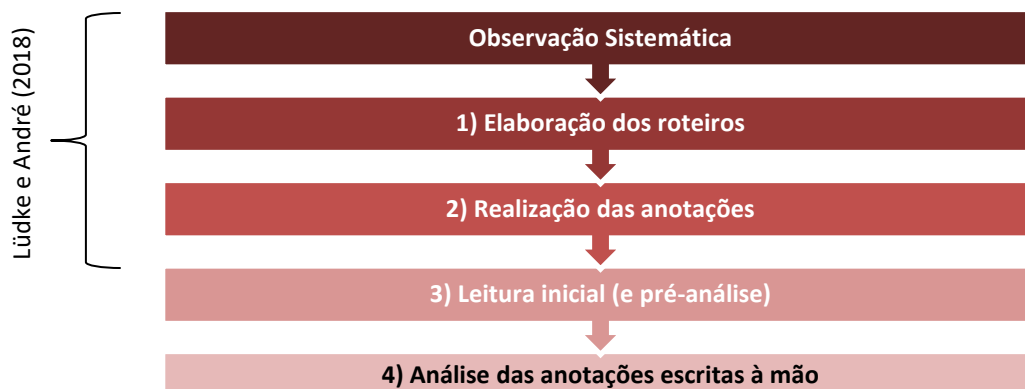 Lüdke e André (2018)
Observação Sistemática
1) Elaboração dos roteiros
2) Realização das anotações
3) Leitura inicial (e pré-análise)
4) Análise das anotações escritas à mão